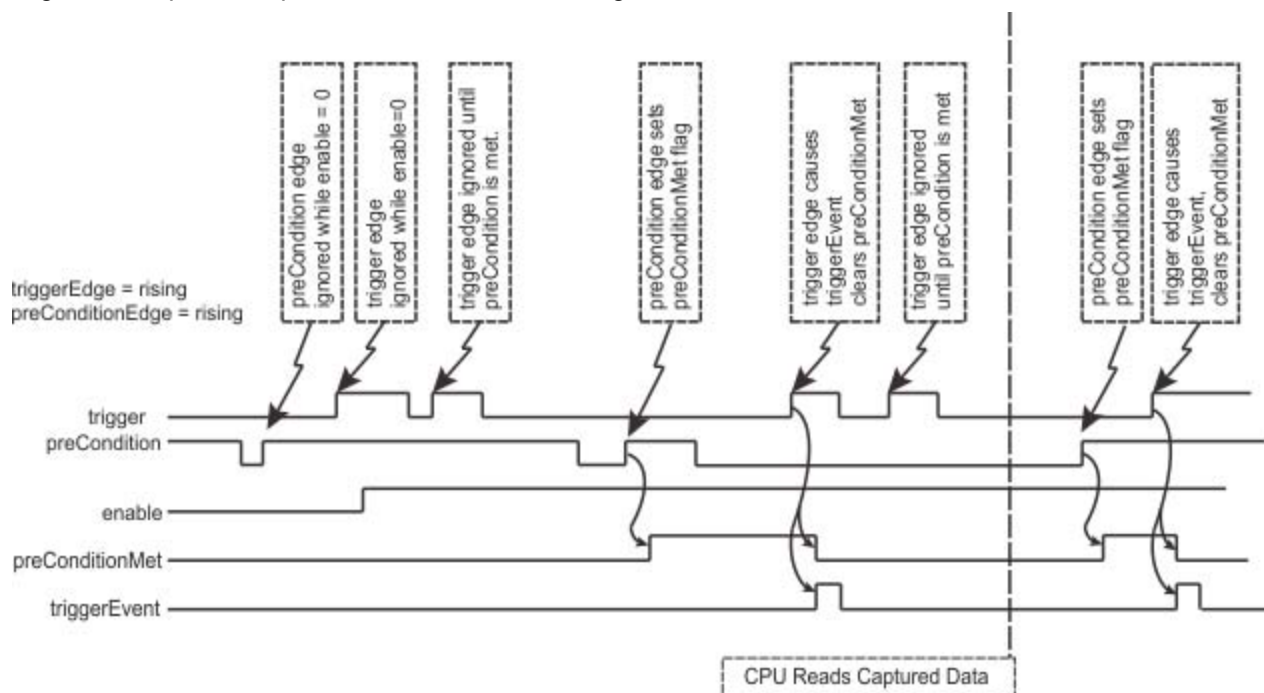 preCondition edge
ignored while enable = 0
trigger edge
ignored while enable=0
trigger edge ignored until
preCondition is met.
preCondition edge sets
preConditionMet flag
trigger edge causes
triggerEvent
clears preConditionMet
trigger edge ignored
until preCondition is met
preCondition edge sets
preConditionMet flag
trigger edge causes
triggerEvent,
clears preConditionMet
triggerEdge = rising
preConditionEdge = rising
trigger
preCondition
enable
preConditionMet
triggerEvent
CPU Reads Captured Data